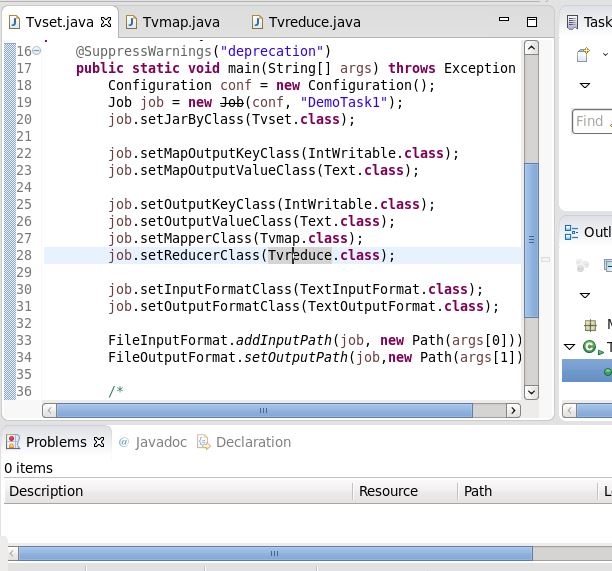 Tvset.java
Tvmap.java
Tvreduce.java
Task
16 @SuppressWarnings("deprecation")
17 public static void main(String[] args) throws Exception
18 Configuration conf = new Configuration();
19 Job job = new Job(conf, "DemoTask1");
20 job.setJarByClass(Tvset.class);
21
22 job.setMapOutputKeyClass(IntWritable.class);
23 job.setMapOutputValueClass(Text.class);
24
25 job.setOutputKeyClass(IntWritable.class);
26 job.setOutputValueClass(Text.class);
27 job.setMapperClass(Tvmap.class);
28 job.setReducerClass(Tvreduce.class);
29
30 job.setInputFormatClass(TextInputFormat.class);
31 job.setOutputFormatClass(TextOutputFormat.class);
32
33 FileInputFormat.addInputPath(job, new Path(args[0]))
34 FileOutputFormat.setOutputPath(job,new Path(args[1])
35
36 /*
Find
Outl
Problems
Javadoc
Declaration
0 items
Description
Resource
Path